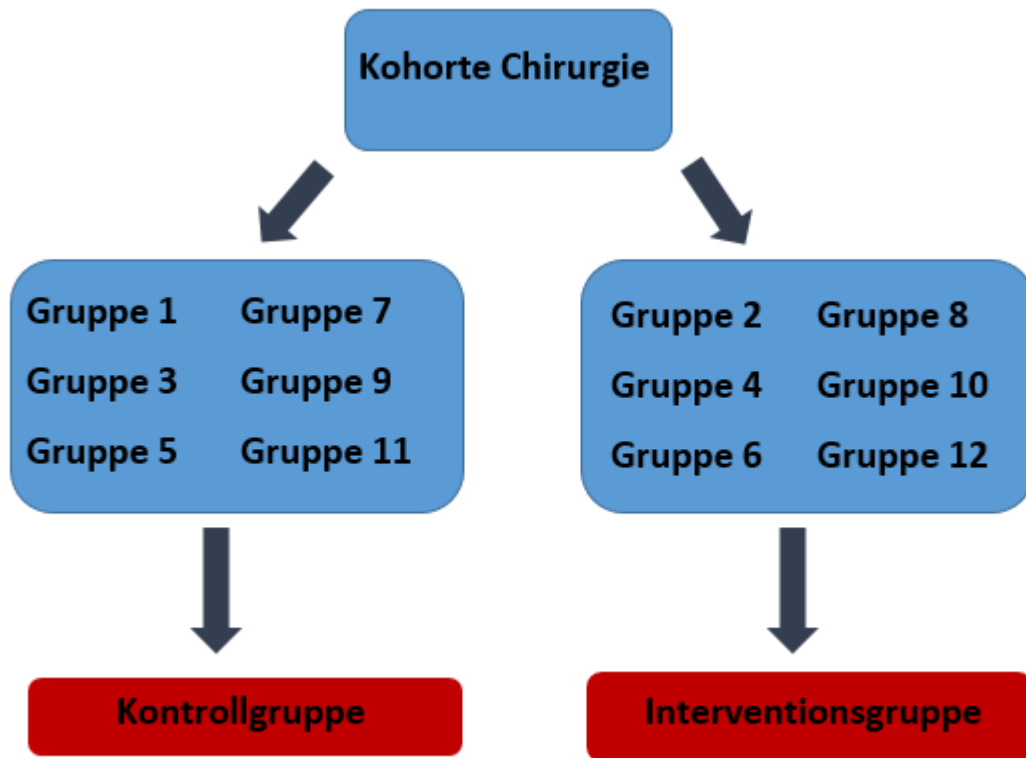 Kohorte Chirurgie
Gruppe 1 Gruppe 7
Gruppe 3 Gruppe 9
Gruppe 5 Gruppe 11
Gruppe 2 Gruppe 8
Gruppe 4 Gruppe 10
Gruppe 6 Gruppe 12
Kontrollgruppe
Interventionsgruppe